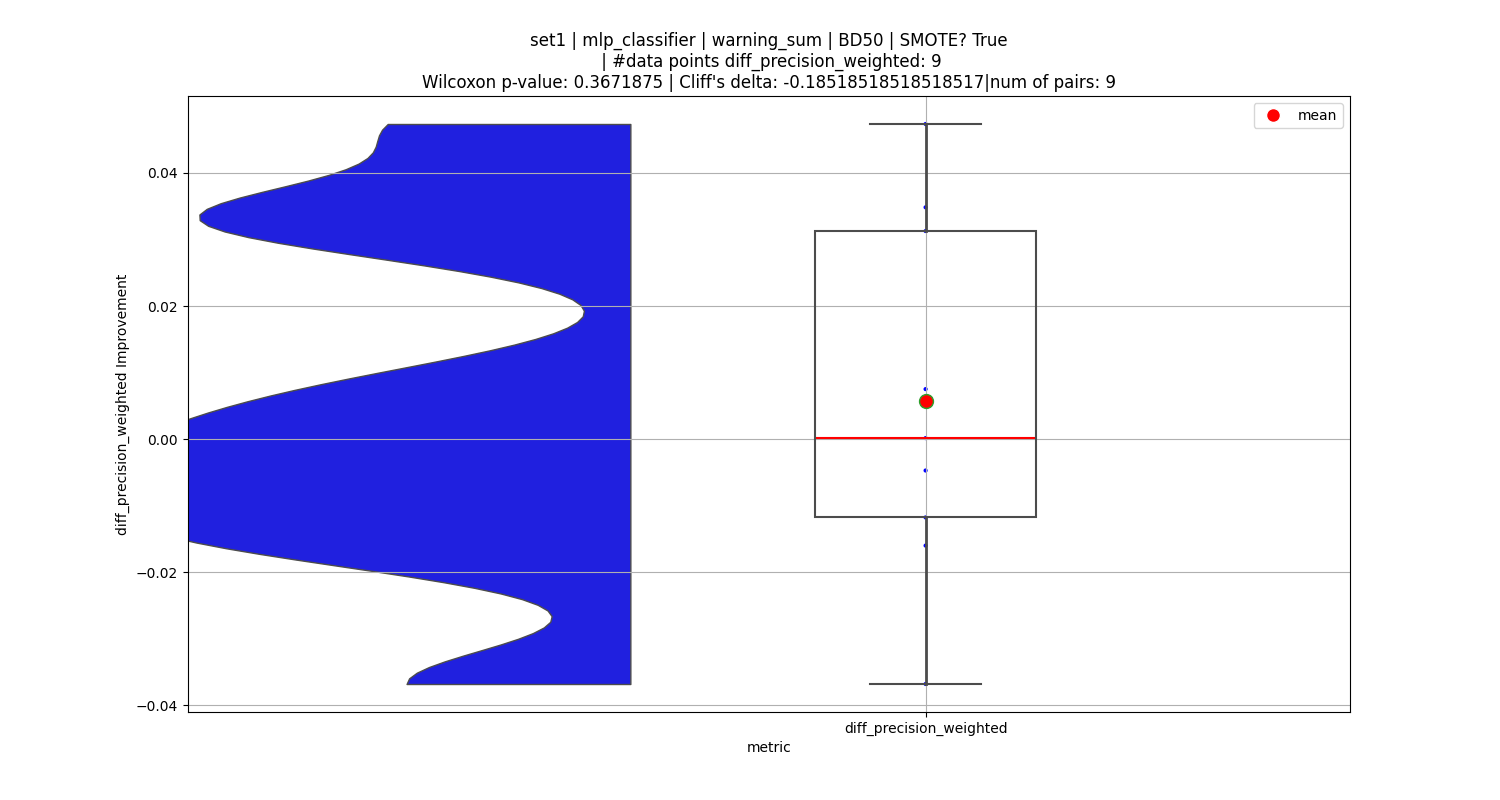 set1 | mlp_classifier | warning_sum | BD50 | SMOTE? True
| #data points diff_precision_weighted: 9
Wilcoxon p-value: 0.3671875 | Cliff's delta: -0.18518518518518517|num of pairs: 9
mean
0.04
0.02
0.00
−0.02
−0.04
diff_precision_weighted Improvement
diff_precision_weighted
metric